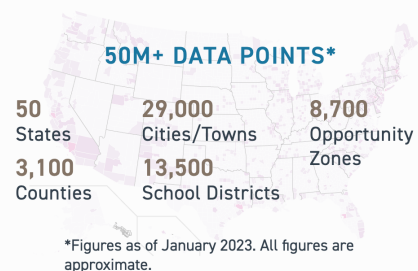 50M+ DATA POINTS*
50
States
29,000
Cities/Towns
8,700
Opportunity
Zones
3,100
Counties
13,500
School Districts
*Figures as of January 2023. All figures are
approximate.